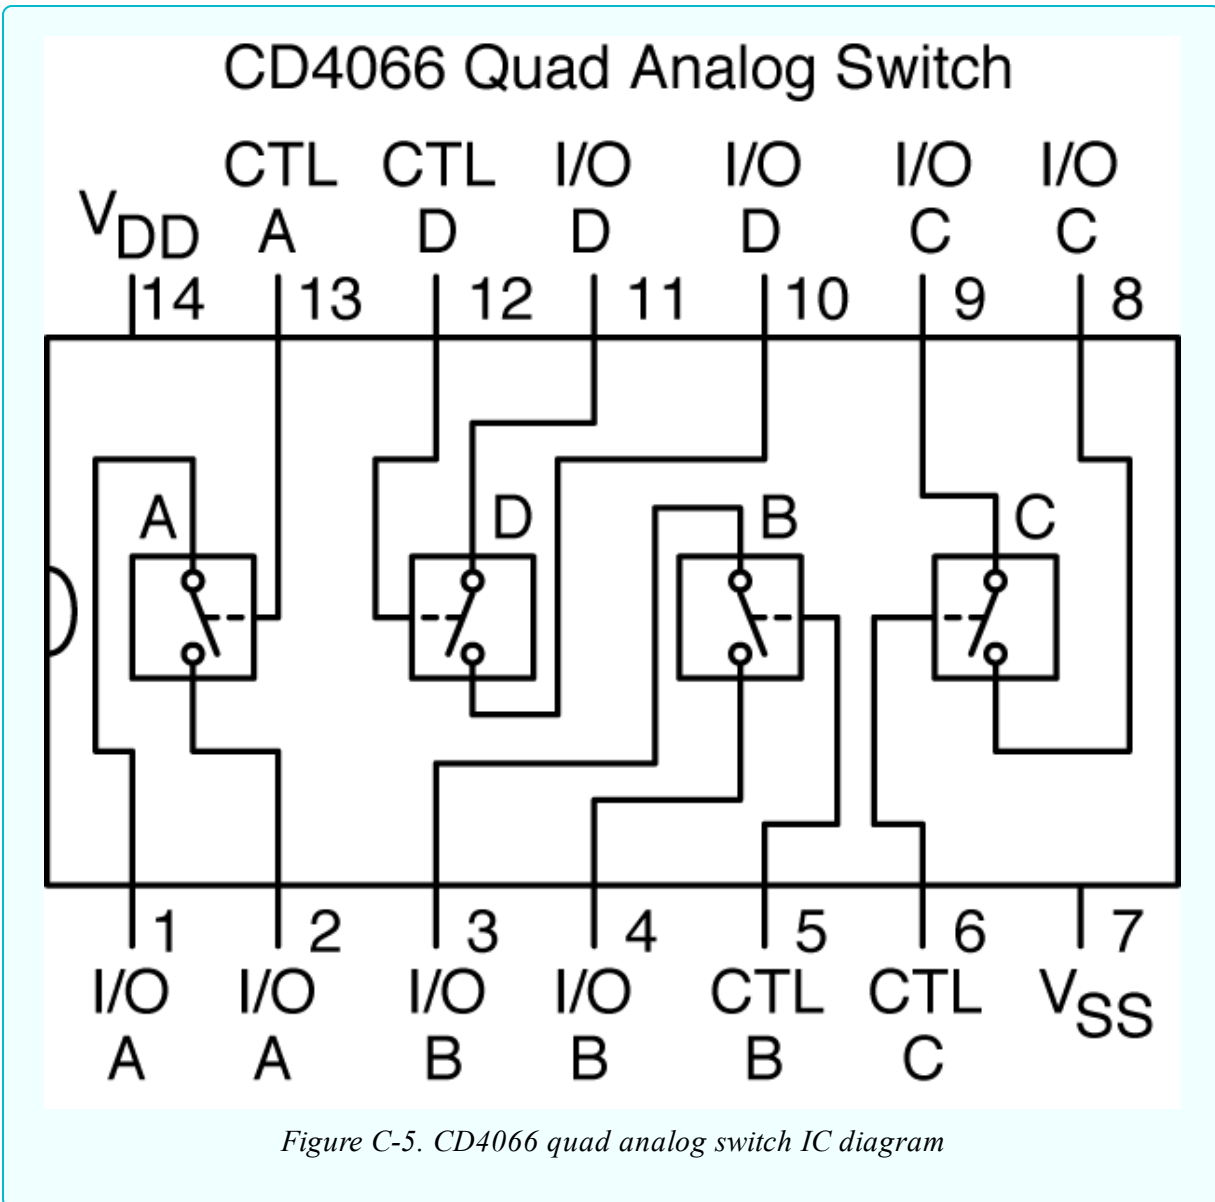 CD4066 Quad Analog Switch
CTL CTL I/O I/O I/O I/O
VDD A D D D C C
14 13 12 11 10 9 8
A D B C
1 2 3 4 5 6 7
I/O I/O I/O I/O CTL CTL VSS
A A B B B C
Figure C-5. CD4066 quad analog switch IC diagram